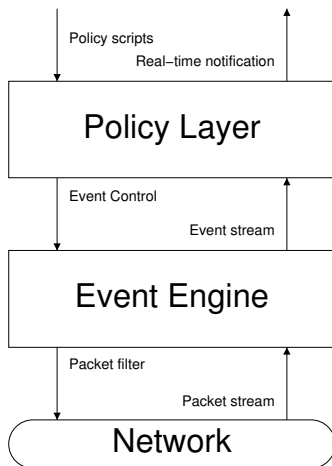 Policy scripts
Real−time notification
Policy Layer
Event Control
Event stream
Event Engine
Packet filter
Packet stream
Network